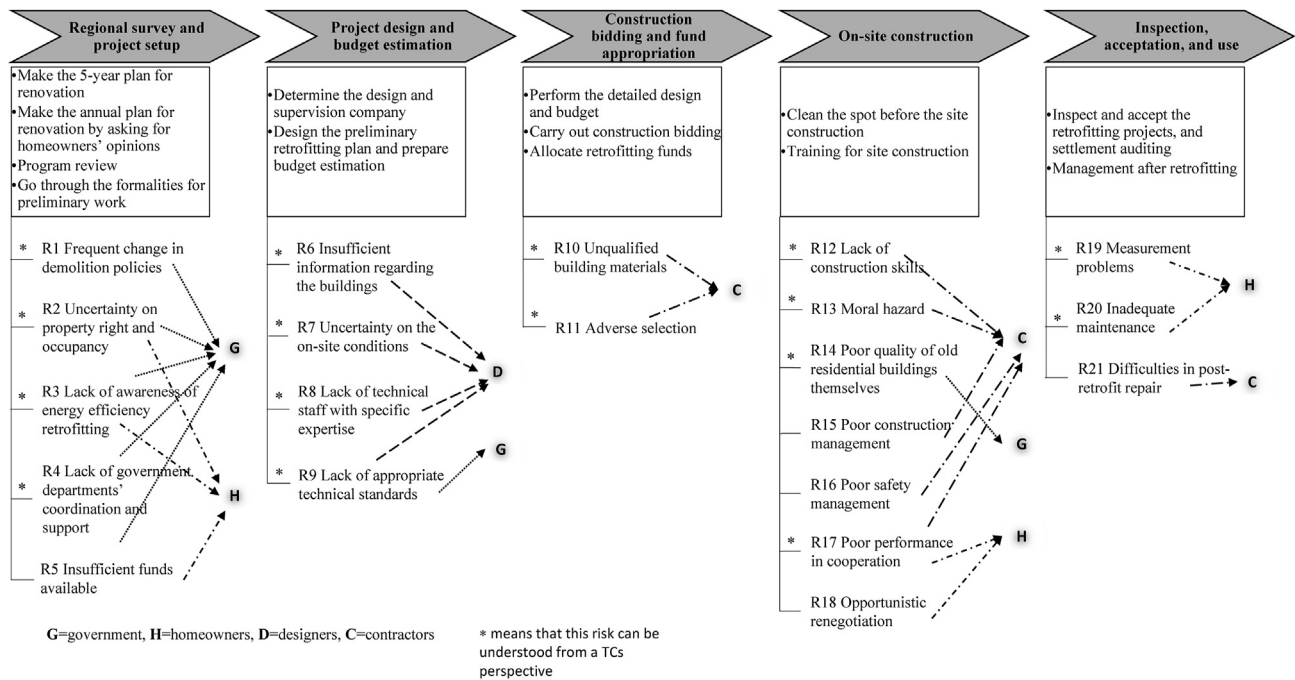 Regional survey and
project setup
Project design and
budget estimation
Construction
bidding and fund
appropriation
On-site construction
Inspection,
acceptation, and use
•Make the 5-year plan for
renovation
•Make the annual plan for
renovation by asking for
homeowners' opinions
•Program review
•Go through the formalities for
preliminary work
•Determine the design and
supervision company
•Design the preliminary
retrofitting plan and prepare
budget estimation
•Perform the detailed design
and budget
•Carry out construction bidding
•Allocate retrofitting funds
•Clean the spot before the site
construction
•Training for site construction
•Inspect and accept the
retrofitting projects, and
settlement auditing
•Management after retrofitting
* R1 Frequent change in
demolition policies
* R2 Uncertainty on
property right and
occupancy
G
* R3 Lack of awareness of
energy efficiency
retrofitting
* R4 Lack of government
departments'
coordination and
support
H
R5 Insufficient funds
available
* R6 Insufficient
information regarding
the buildings
* R7 Uncertainty on the
on-site conditions
D
* R8 Lack of technical
staff with specific
expertise
G
* R9 Lack of appropriate
technical standards
* R10 Unqualified
building materials
C
* R11 Adverse selection
* R12 Lack of
construction skills
* R13 Moral hazard
C
* R14 Poor quality of old
residential buildings
themselves
R15 Poor construction
management
G
R16 Poor safety
management
* R17 Poor performance
in cooperation
H
R18 Opportunistic
renegotiation
* R19 Measurement
problems
H
* R20 Inadequate
maintenance
R21 Difficulties in post-
retrofit repair
C
G=government, H=homeowners, D=designers, C=contractors
* means that this risk can be
understood from a TCs
perspective